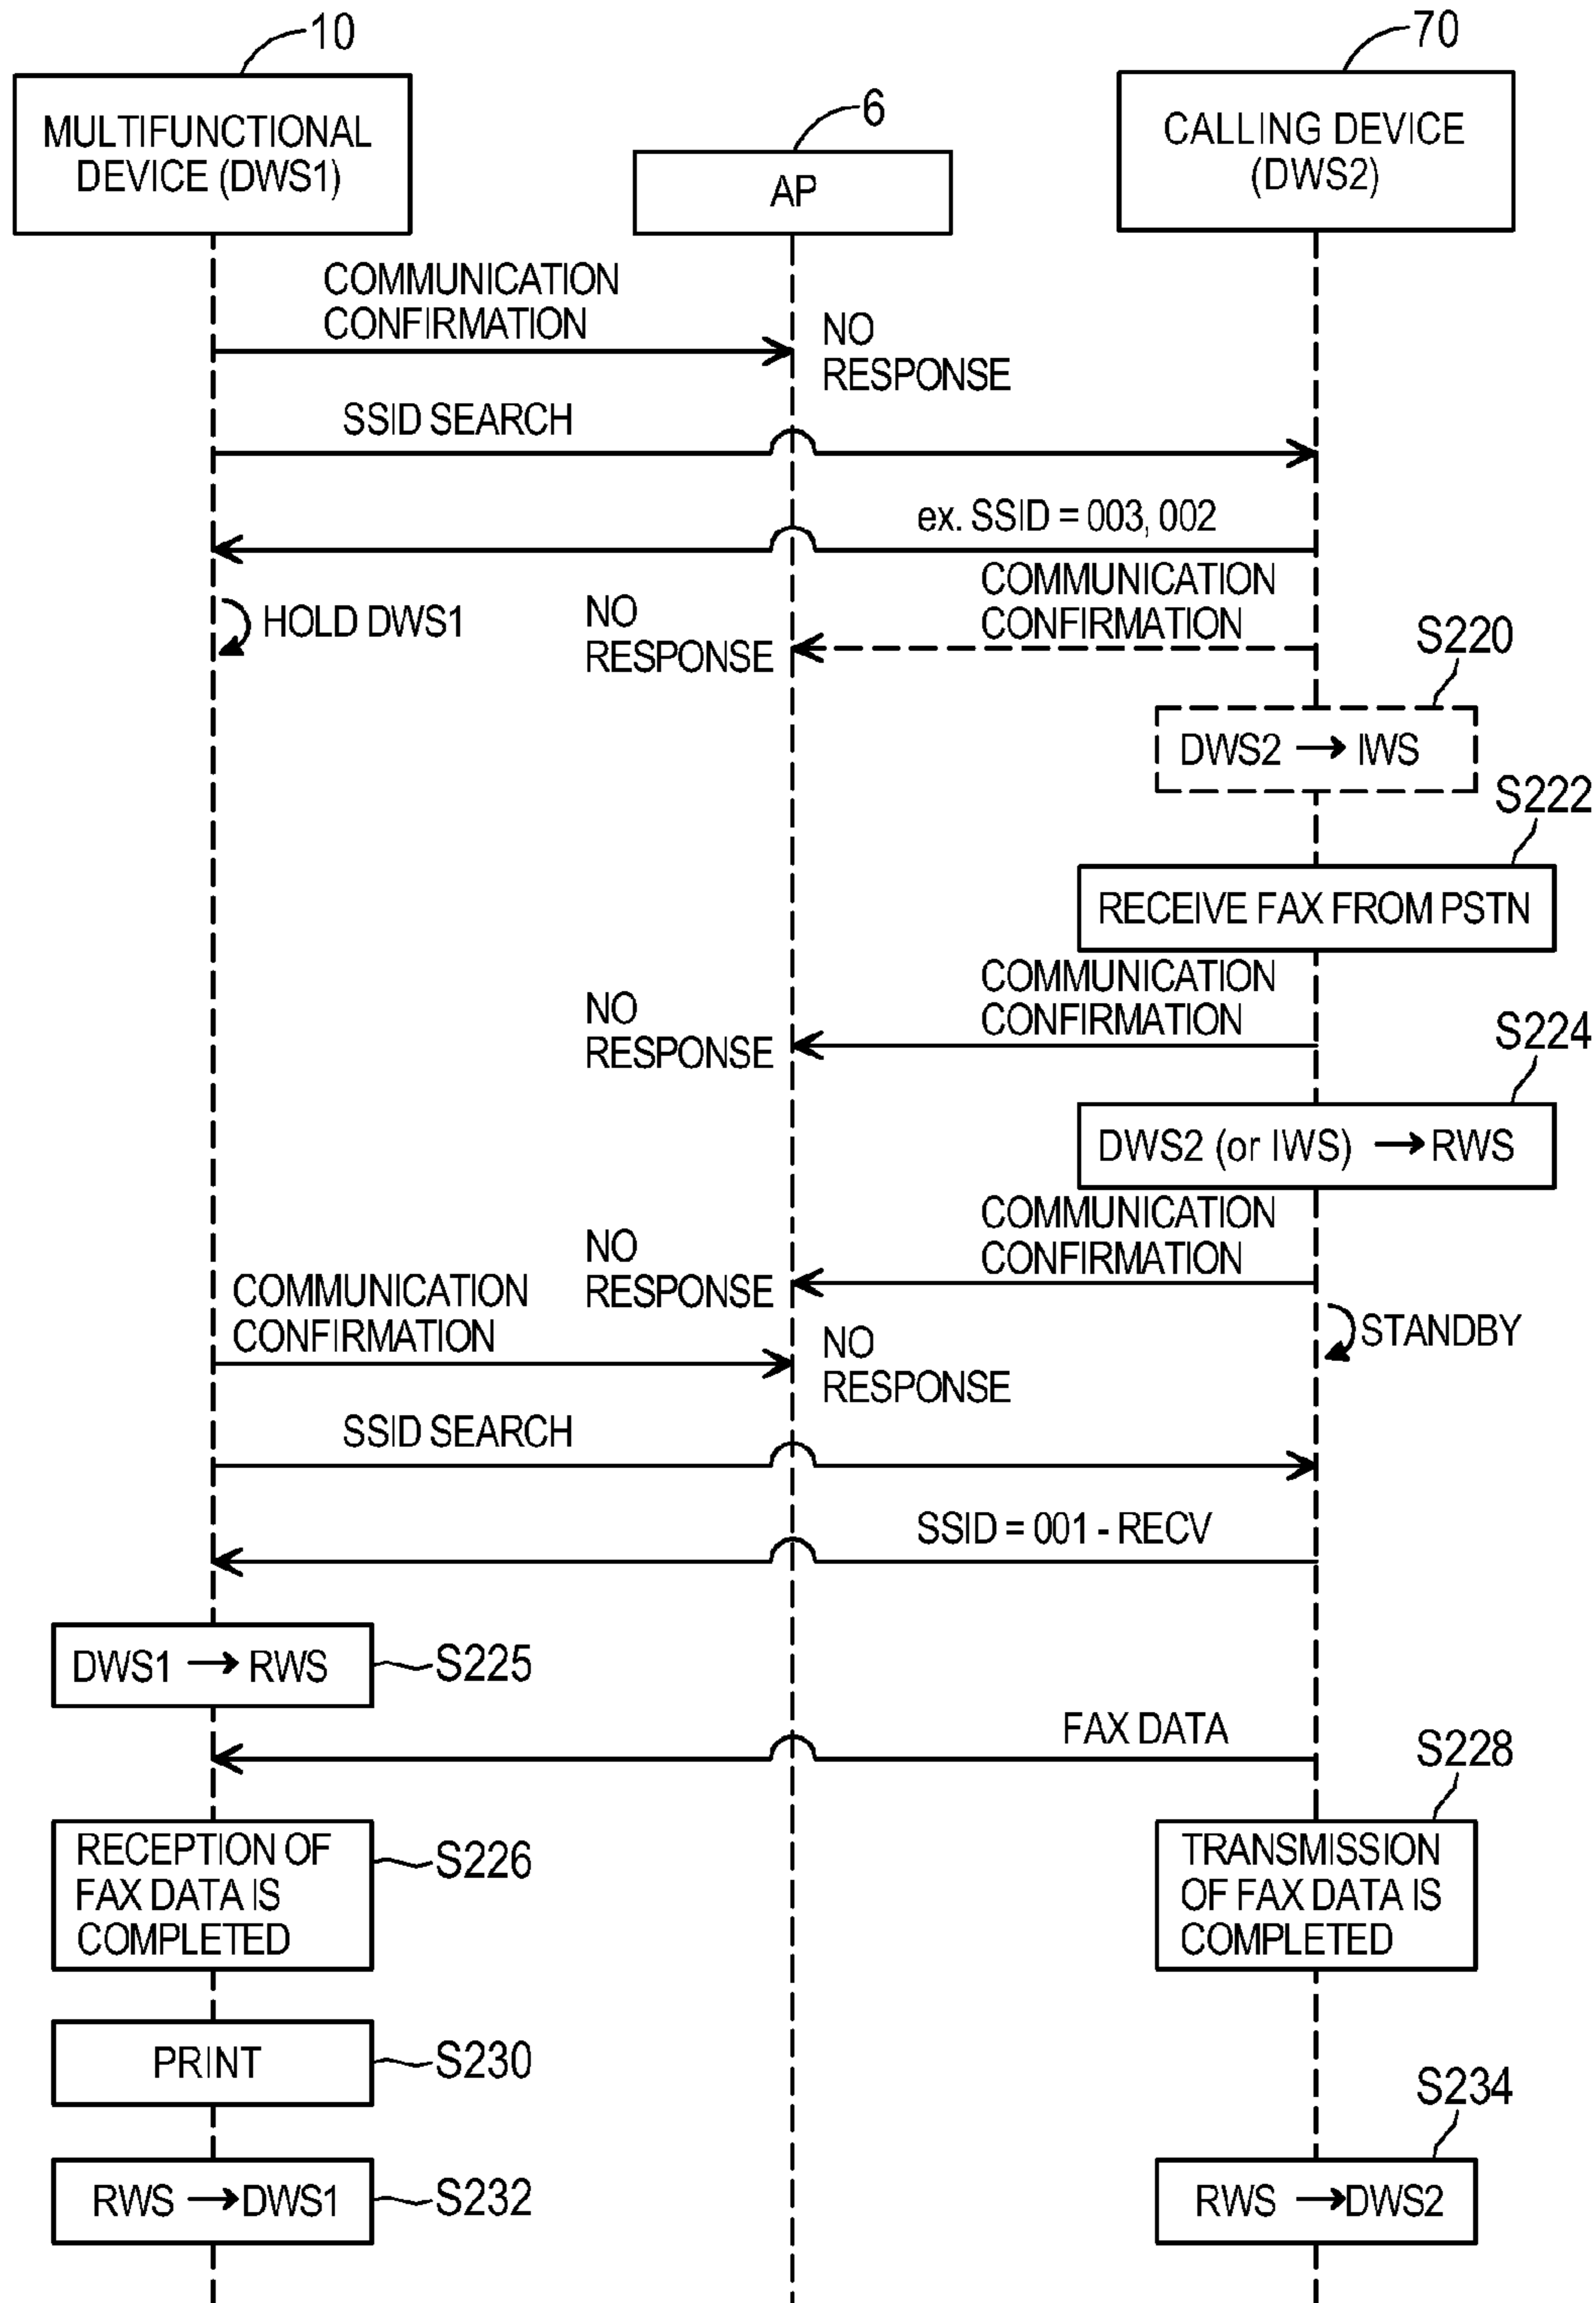 10
70
6
MULTIFUNCTIONAL
DEVICE (DWS1)
AP
CALLING DEVICE
(DWS2)
COMMUNICATION
CONFIRMATION
NO
RESPONSE
SSID SEARCH
ex. SSID = 003, 002
HOLD DWS1
NO
RESPONSE
COMMUNICATION
CONFIRMATION
S220
DWS2 → IWS
S222
RECEIVE FAX FROM PSTN
NO
RESPONSE
COMMUNICATION
CONFIRMATION
S224
DWS2 (or IWS) → RWS
NO
RESPONSE
COMMUNICATION
CONFIRMATION
COMMUNICATION
CONFIRMATION
NO
RESPONSE
STANDBY
SSID SEARCH
SSID = 001 - RECV
DWS1 → RWS
S225
FAX DATA
S228
RECEPTION OF
FAX DATA IS
COMPLETED
S226
TRANSMISSION
OF FAX DATA IS
COMPLETED
PRINT
S230
S234
RWS → DWS1
S232
RWS → DWS2